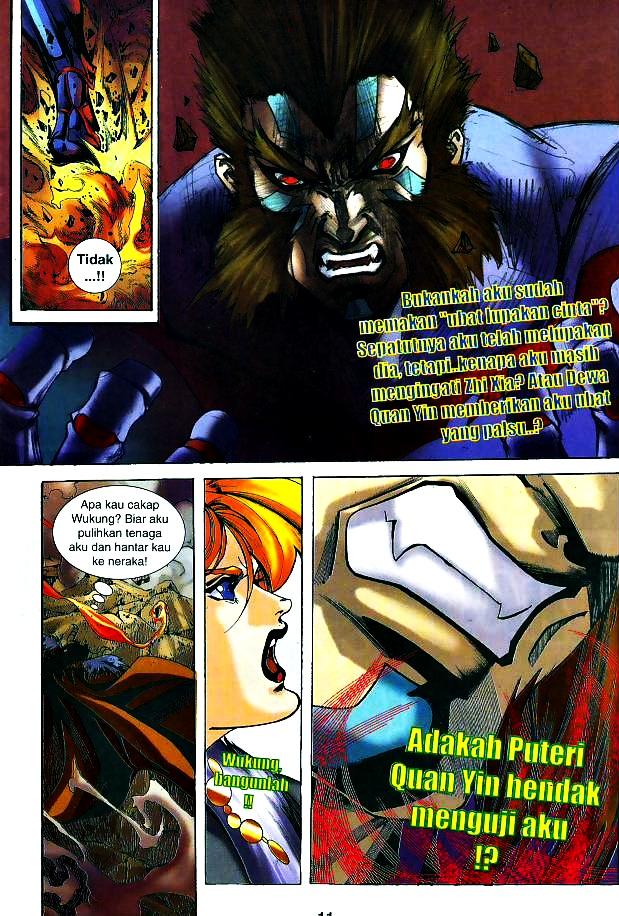 Tidak
...!!
Bukankah aku sudah
memakan "ubat lupakan cinta"?
Sepatutnya aku telah melupakan
dia, tetapi..kenapa aku masih
mengingati Zhi Xia? Atau Dewa
Quan Yin memberikan aku ubat
yang palsu..?
Apa kau cakap
Wukung? Biar aku
pulihkan tenaga
aku dan hantar kau
ke neraka!
Wukung,
bangunlah
!!
Adakah Puteri
Quan Yin hendak
menguji aku
!?
11